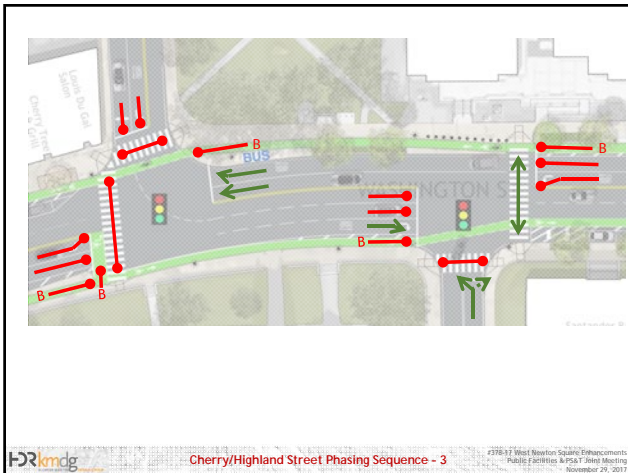 Louis Du Gal
Salon
Cherry Tree
& Grill
B
BUS
B
WASHINGTON S
B
B
B
HDR kmdg
Cherry/Highland Street Phasing Sequence - 3
#378-17 West Newton Square Enhancements
Public Facilities & PS&T Joint Meeting
November 29, 2017